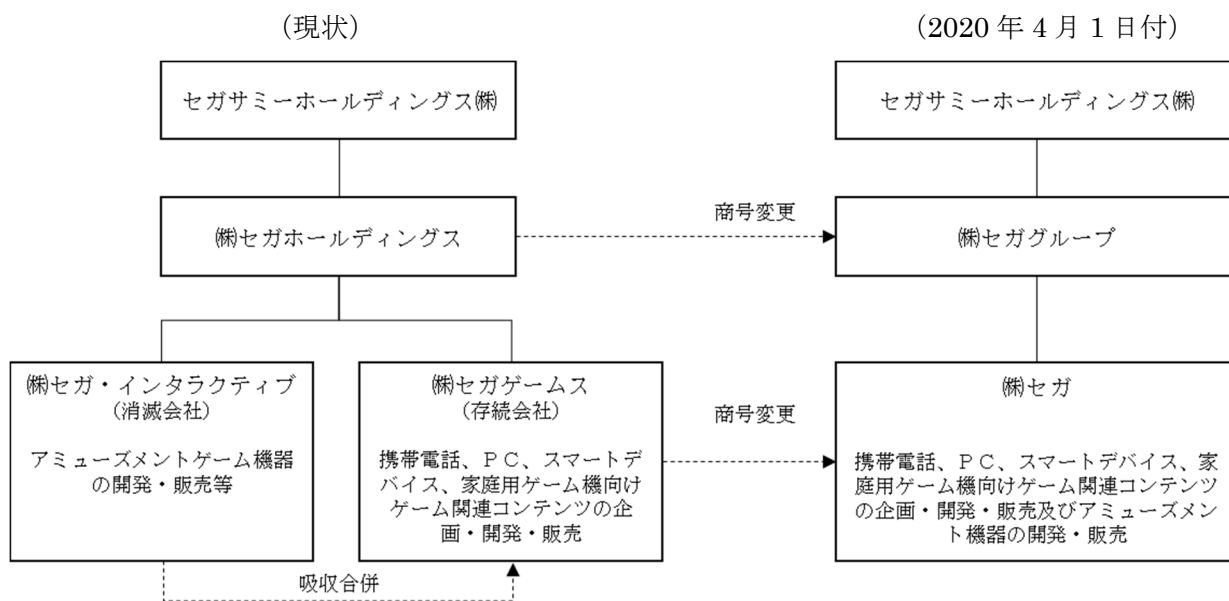 （現状）
（2020 年 4 月 1 日付）
セガサミーホールディングス㈱
セガサミーホールディングス㈱
㈱セガホールディングス
商号変更
㈱セガグループ
㈱セガ・インタラクティブ
（消滅会社）
アミューズメントゲーム機器
の開発・販売等
㈱セガゲームス
（存続会社）
携帯電話、ＰＣ、スマートデ
バイス、家庭用ゲーム機向け
ゲーム関連コンテンツの企
画・開発・販売
商号変更
㈱セガ
携帯電話、ＰＣ、スマートデバイス、家
庭用ゲーム機向けゲーム関連コンテンツ
の企画・開発・販売及びアミューズメン
ト機器の開発・販売
吸収合併